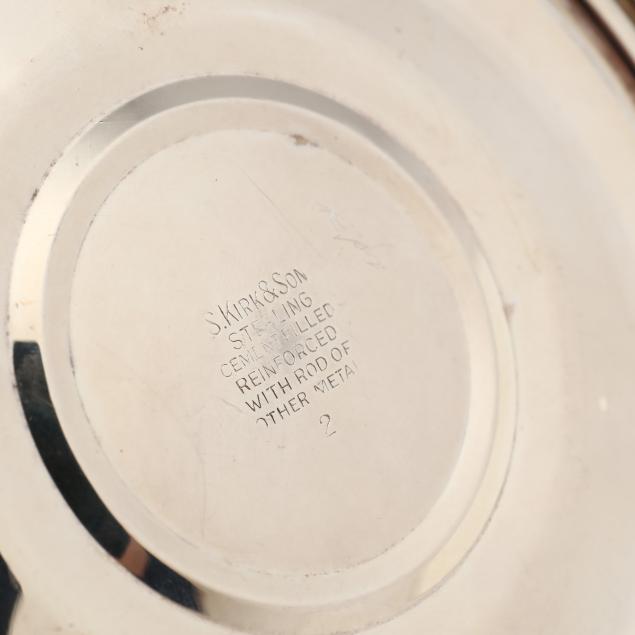 S. KIRK & SON
STERLING
CEMENT FILLED
REINFORCED
WITH ROD OF
OTHER METAL
2